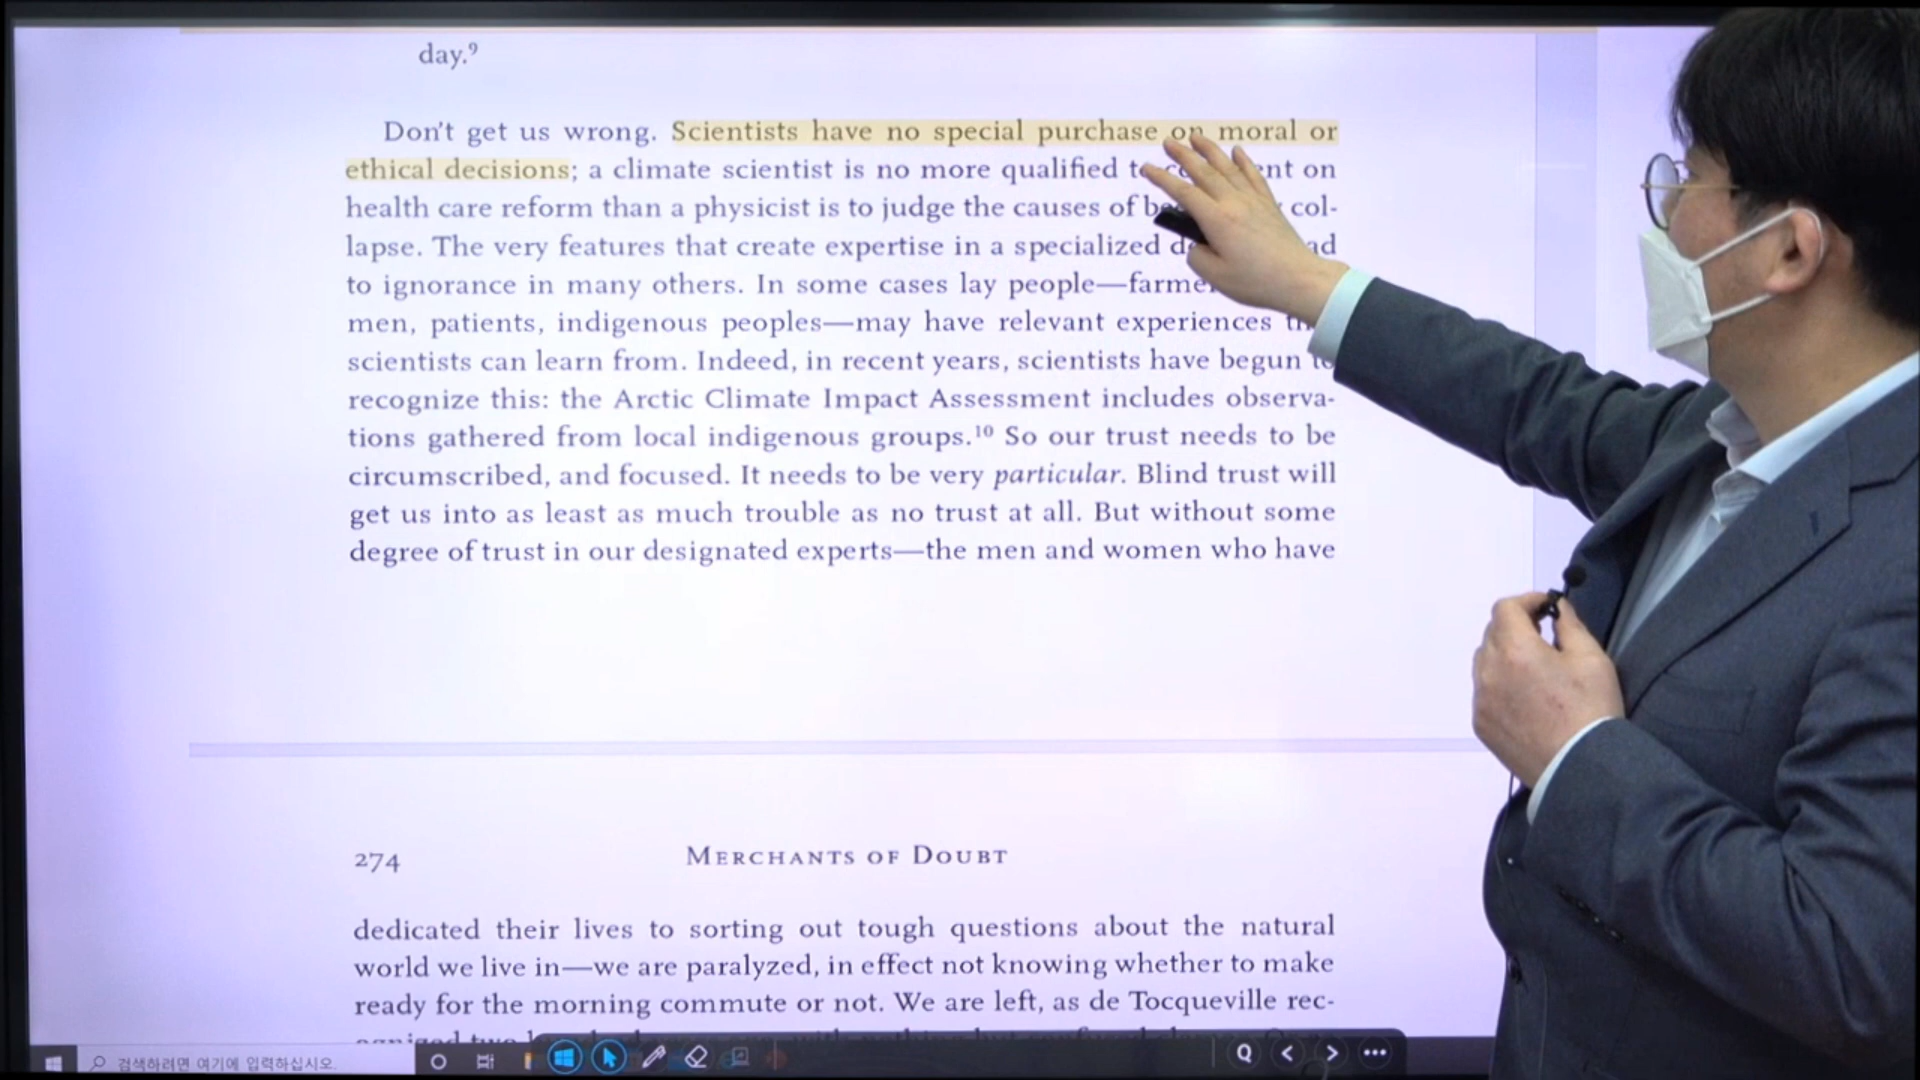 day.⁹
Don't get us wrong. Scientists have no special purchase on moral or
ethical decisions; a climate scientist is no more qualified to on
health care reform than a physicist is to judge the causes of col-
lapse. The very features that create expertise in a specialized
to ignorance in many others. In some cases lay people—
men, patients, indigenous peoples—may have relevant experiences
scientists can learn from. Indeed, in recent years, scientists have begun to
recognize this: the Arctic Climate Impact Assessment includes observa-
tions gathered from local indigenous groups.¹⁰ So our trust needs to be
circumscribed, and focused. It needs to be very particular. Blind trust will
get us into as least as much trouble as no trust at all. But without some
degree of trust in our designated experts—the men and women who have
274 MERCHANTS OF DOUBT
dedicated their lives to sorting out tough questions about the natural
world we live in—we are paralyzed, in effect not knowing whether to make
ready for the morning commute or not. We are left, as de Tocqueville rec-
검색하려면 여기에 입력하십시오.